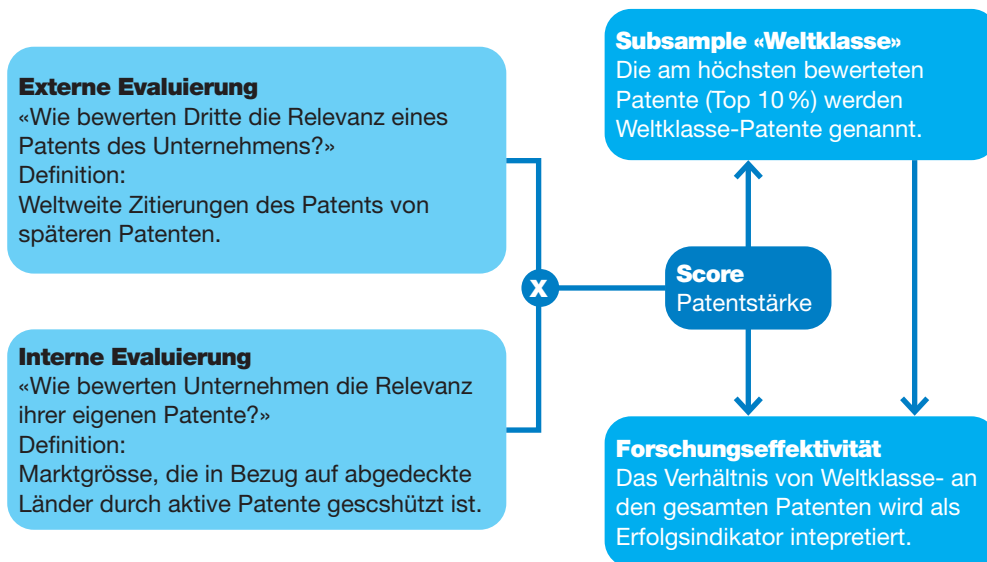 Externe Evaluierung
«Wie bewerten Dritte die Relevanz eines
Patents des Unternehmens?»
Definition:
Weltweite Zitierungen des Patents von
späteren Patenten.
Interne Evaluierung
«Wie bewerten Unternehmen die Relevanz
ihrer eigenen Patente?»
Definition:
Marktgrösse, die in Bezug auf abgedeckte
Länder durch aktive Patente gescshützt ist.
X
Score
Patentstärke
Subsample «Weltklasse»
Die am höchsten bewerteten
Patente (Top 10 %) werden
Weltklasse-Patente genannt.
Forschungseffektivität
Das Verhältnis von Weltklasse- an
den gesamten Patenten wird als
Erfolgsindikator intepretiert.